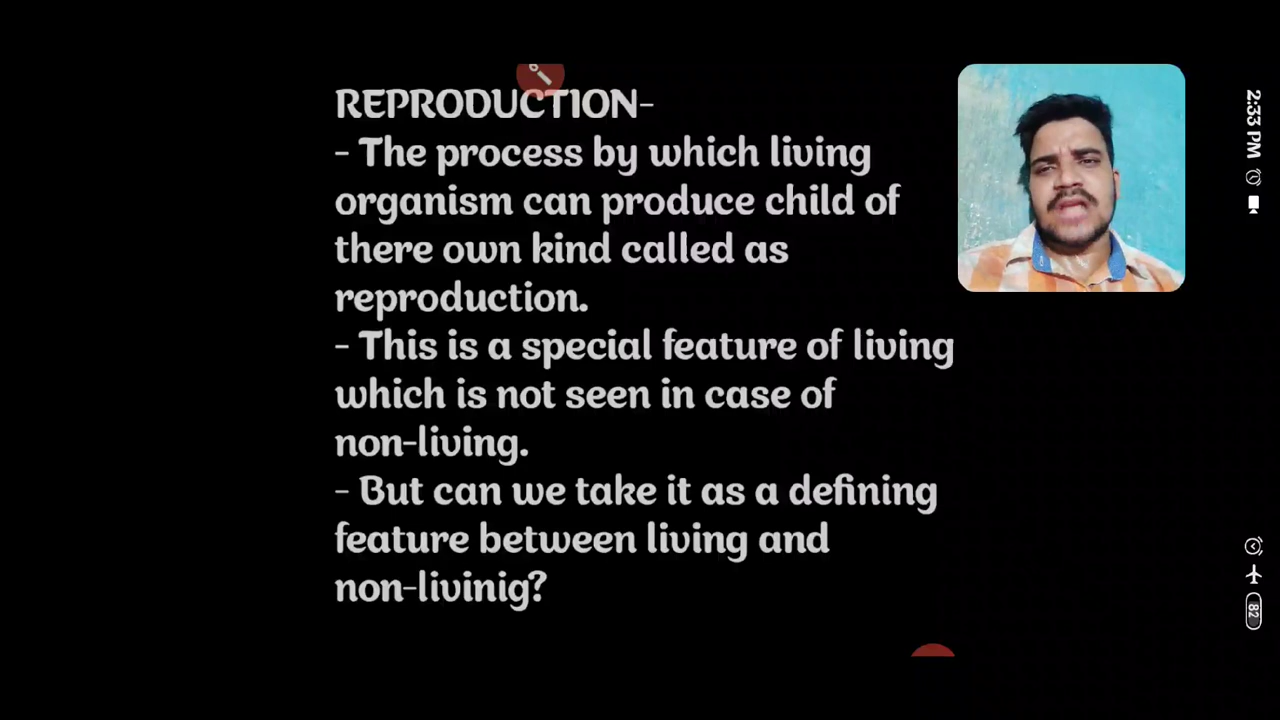 REPRODUCTION-
- The process by which living
organism can produce child of
there own kind called as
reproduction.
- This is a special feature of living
which is not seen in case of
non-living.
- But can we take it as a defining
feature between living and
non-livinig?
2:33 PM
82